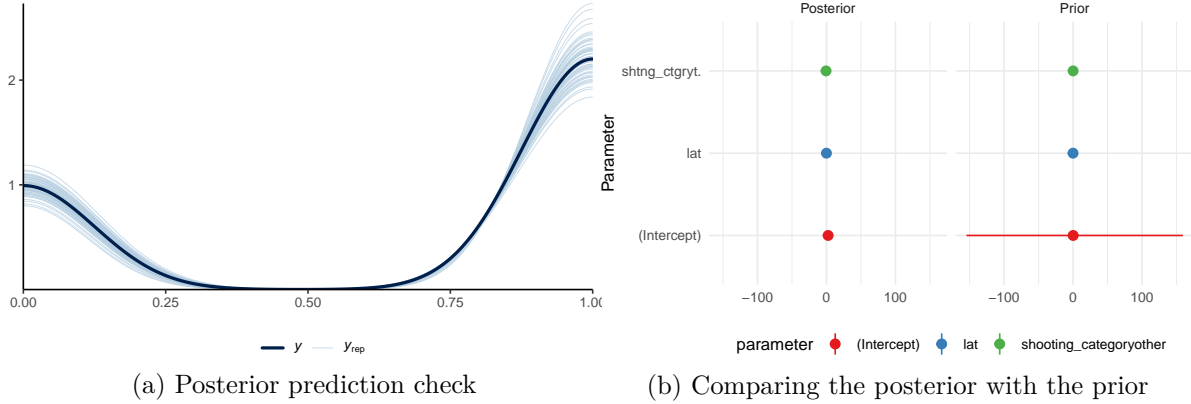 2
1
0.00 0.25 0.50 0.75 1.00
y yrep
(a) Posterior prediction check
Posterior Prior
Parameter
shtng_ctgryt.
lat
(Intercept)
−100 0 100 −100 0 100
parameter (Intercept) lat shooting_categoryother
(b) Comparing the posterior with the prior